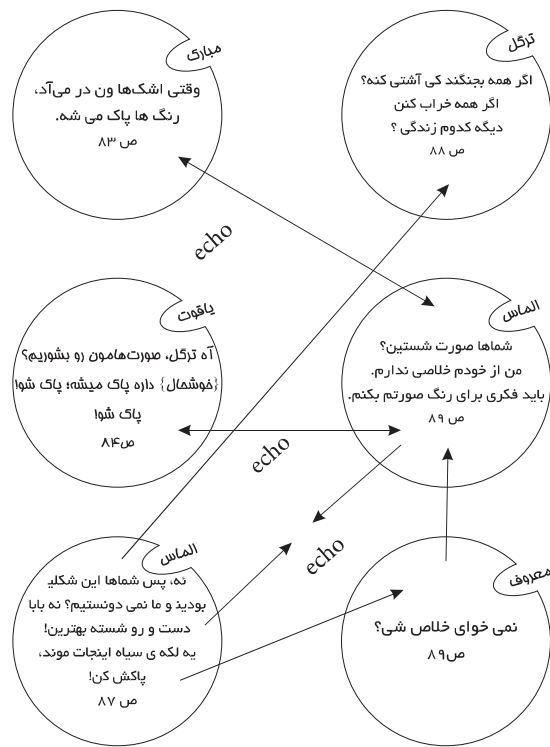 ترگل
اگر همه بجنگند کی آشتی کنه؟
اگر همه خراب کنن
دیگه کدوم زندگی ؟
ص ۸۸
مبارک
وقتی اشک‌ها ون در می‌آد،
رنگ ها پاک می شه.
ص ۸۳
echo
الماس
شماها صورت شستین؟
من از خودم خلاصی ندارم.
باید فکری برای رنگ صورتم بکنم.
ص ۸۹
یاقوت
آه ترگل، صورت‌هامون رو بشوریم؟
{خوشحال} داره پاک میشه؛ پاک شو!
پاک شو!
ص۸۴
echo
echo
معروف
نمی خوای خلاص شی؟
ص۸۹
الماس
نه، پس شماها این شکلی
بودین و ما نمی دونستیم؟ نه بابا
دست و رو شسته بهترین!
یه لکه ی سیاه اینجات موند،
پاکش کن!
ص ۸۷